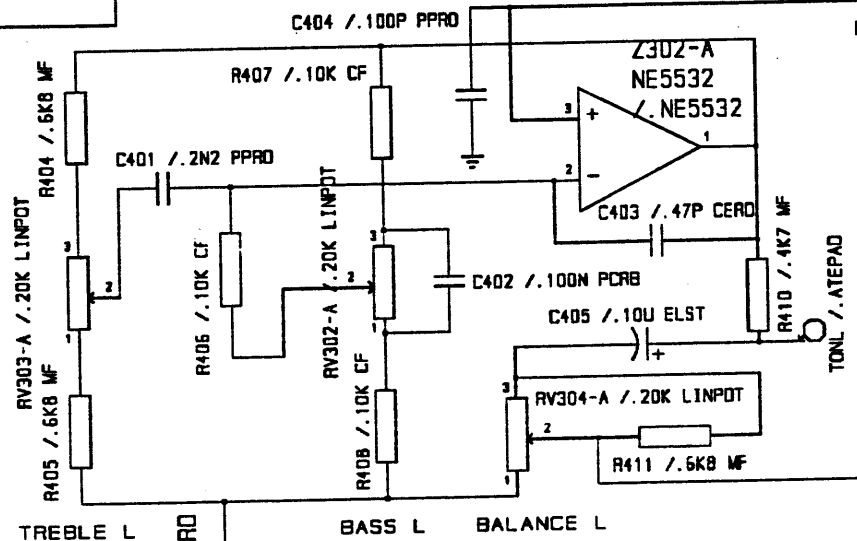 C404 /.100P PPRO
Z302-A
NE5532
/.NE5532
R407 /.10K CF
R404 /.6K8 MF
C401 /.2N2 PPRO
3
+
1
2
-
C403 /.47P CERD
RV303-A /.20K LINPOT
3
2
1
R406 /.10K CF
RV302-A /.20K LINPOT
3
2
1
C402 /.100N PCRB
R410 /.4K7 MF
C405 /.10U ELST
+
TONL /.ATEPAD
R405 /.6K8 MF
R408 /.10K CF
3
RV304-A /.20K LINPOT
2
1
R411 /.6K8 MF
TREBLE L
BASS L
BALANCE L